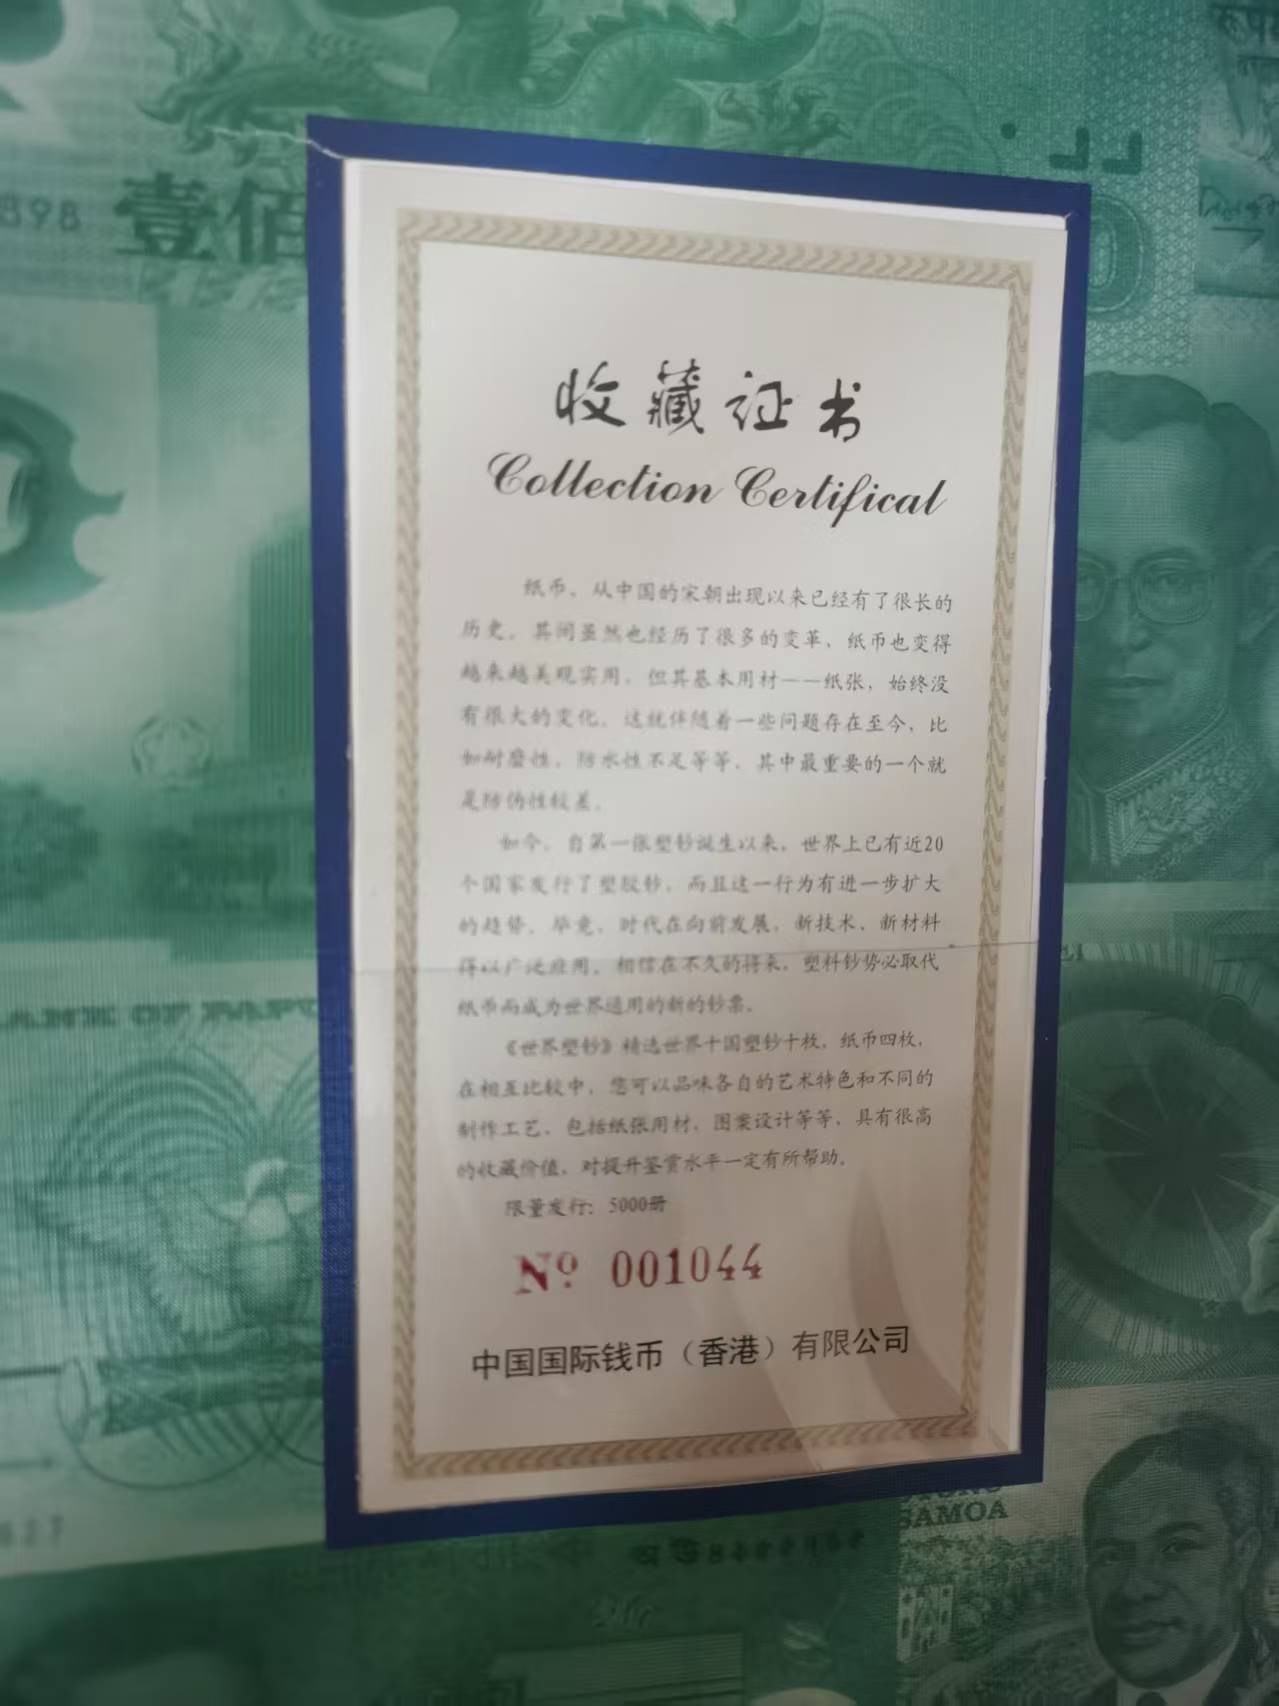 898
壹佰
收藏证书
Collection Certifical
纸币，从中国的宋朝出现以来已经有了很长的
历史。其间虽然也经历了很多的变革，纸币也变得
越来越美观实用，但其基本用材——纸张，始终没
有很大的变化，这就伴随着一些问题存在至今，比
如耐磨性，防水性不足等等，其中最重要的一个就
是防伪性较差。
如今，自第一张塑钞诞生以来，世界上已有近20
个国家发行了塑胶钞，而且这一行为有进一步扩大
的趋势。毕竟，时代在向前发展，新技术、新材料
得以广泛应用，相信在不久的将来，塑料钞势必取代
纸币而成为世界通用的新的钞票。
《世界塑钞》精选世界十国塑钞十枚，纸币四枚，
在相互比较中，您可以品味各自的艺术特色和不同的
制作工艺，包括纸张用材，图案设计等等，具有很高
的收藏价值，对提升鉴赏水平一定有所帮助。
限量发行：5000册
No 001044
中国国际钱币（香港）有限公司
BANK OF PAPU
627
SAMOA